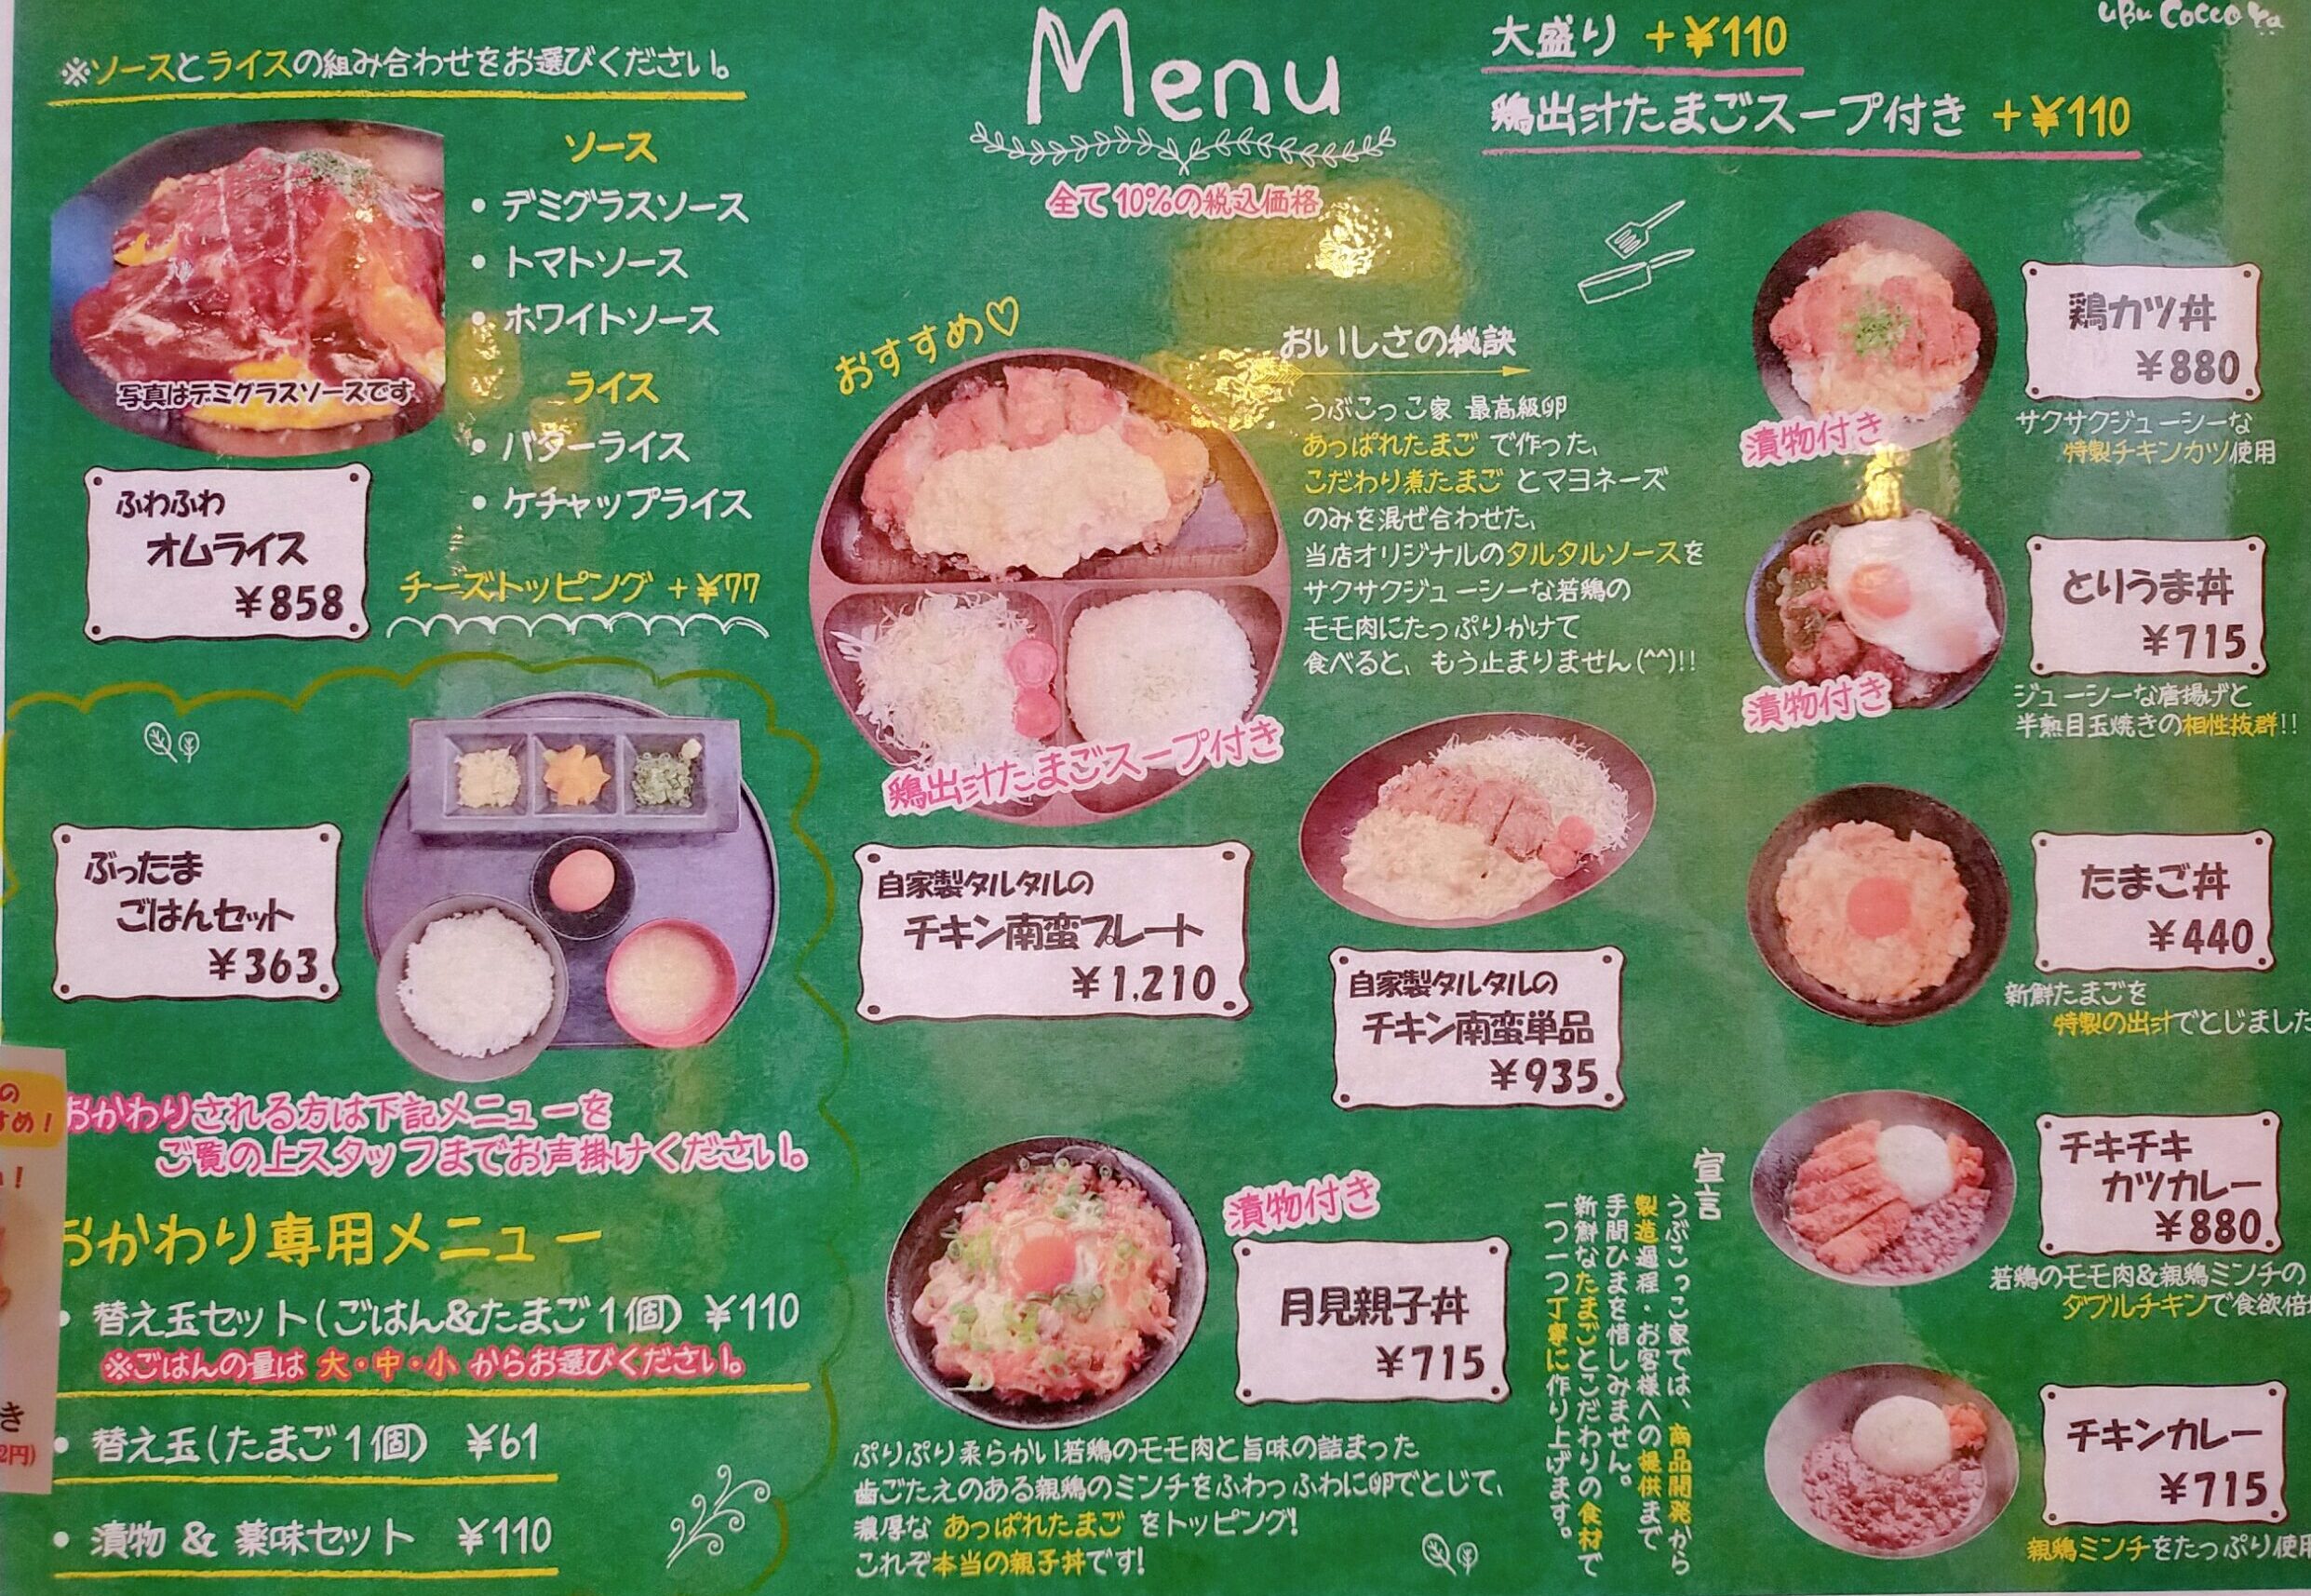 uBu Cocco Ya
※ソースとライスの組み合わせをお選びください。
ソース
• デミグラスソース
• トマトソース
• ホワイトソース
ライス
• バターライス
• ケチャップライス
チーズトッピング +¥77
写真はデミグラスソースです
ふわふわ
オムライス
¥858
ぶったま
ごはんセット
¥363
おかわりされる方は下記メニューを
ご覧の上スタッフまでお声掛けください。
おかわり専用メニュー
• 替え玉セット(ごはん&たまご1個) ¥110
※ごはんの量は 大・中・小 からお選びください。
• 替え玉(たまご1個) ¥61
• 漬物 & 薬味セット ¥110
の
すめ!
い!
き
2円)
Menu
全て10%の税込価格
大盛り +¥110
鶏出汁たまごスープ付き +¥110
おすすめ♡
おいしさの秘訣
うぶこっこ家 最高級卵
あっぱれたまご で作った、
こだわり煮たまご とマヨネーズ
のみを混ぜ合わせた、
当店オリジナルのタルタルソースを
サクサクジューシーな若鶏の
モモ肉にたっぷりかけて
食べると、もう止まりません(^^)!!
鶏出汁たまごスープ付き
自家製タルタルの
チキン南蛮プレート
¥1,210
自家製タルタルの
チキン南蛮単品
¥935
漬物付き
月見親子丼
¥715
ぷりぷり柔らかい若鶏のモモ肉と旨味の詰まった
歯ごたえのある親鶏のミンチをふわっふわに卵でとじて、
濃厚な あっぱれたまご をトッピング!
これぞ本当の親子丼です!
宣言
うぶこっこ家では、商品開発から
製造過程・お客様への提供まで
手間ひまを惜しみません。
新鮮なたまごとこだわりの食材で
一つ一つ丁寧に作り上げます。
漬物付き
鶏カツ丼
¥880
サクサクジューシーな
特製チキンカツ使用
漬物付き
とりうま丼
¥715
ジューシーな唐揚げと
半熟目玉焼きの相性抜群!!
たまご丼
¥440
新鮮たまごを
特製の出汁でとじました
チキチキ
カツカレー
¥880
若鶏のモモ肉&親鶏ミンチの
ダブルチキンで食欲倍
チキンカレー
¥715
親鶏ミンチをたっぷり使用